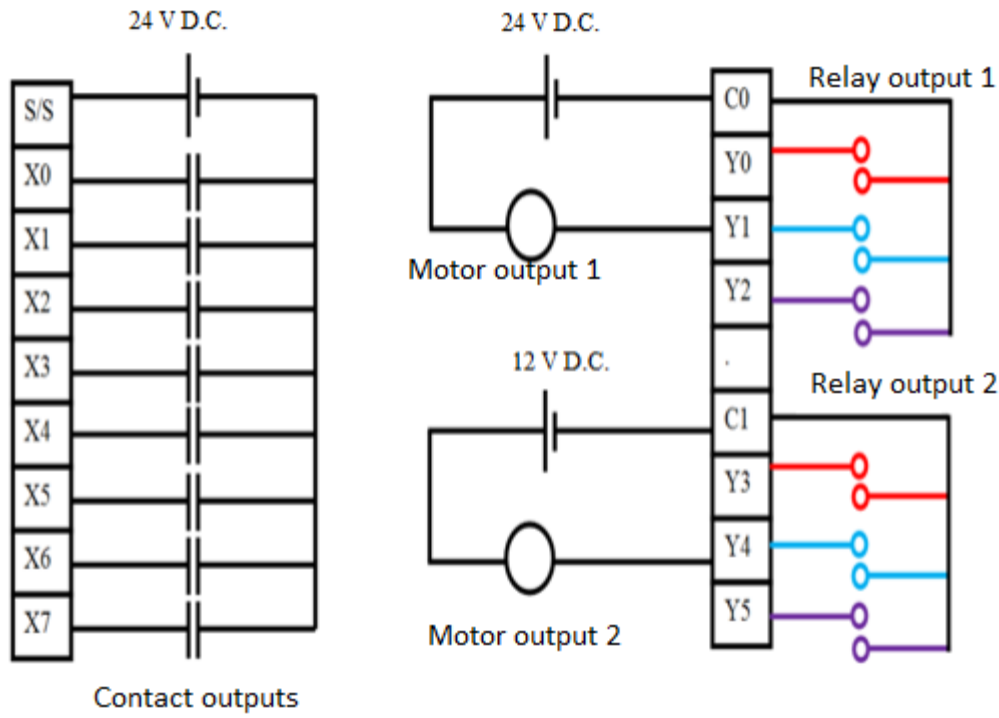 24 V D.C.
S/S
X0
X1
X2
X3
X4
X5
X6
X7
Contact outputs
24 V D.C.
Motor output 1
12 V D.C.
Motor output 2
C0
Y0
Y1
Y2
.
C1
Y3
Y4
Y5
Relay output 1
Relay output 2